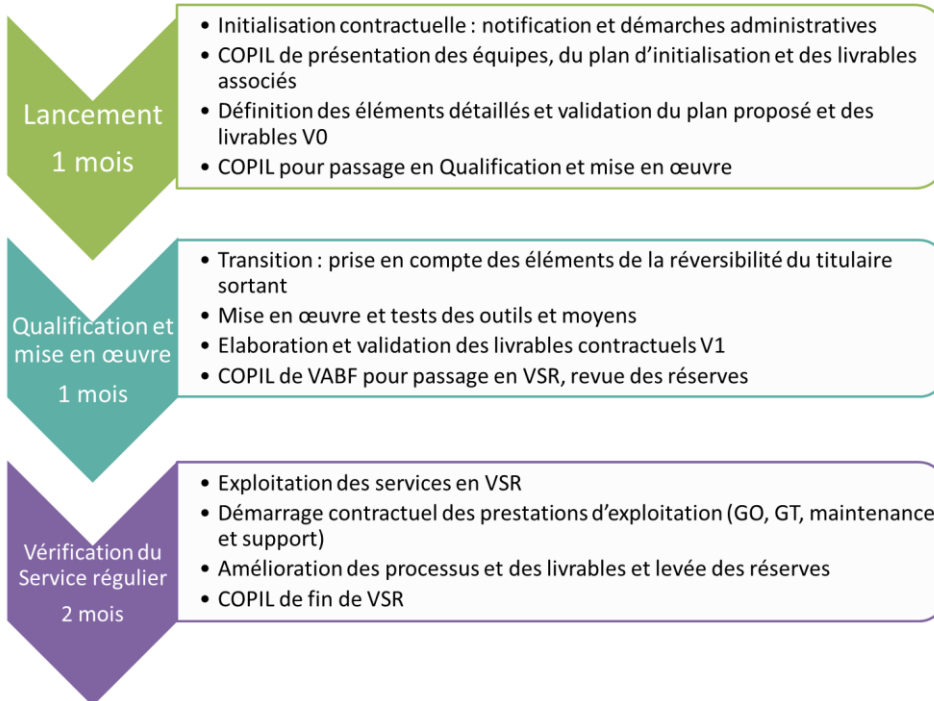 Lancement
1 mois
• Initialisation contractuelle : notification et démarches administratives
• COPIL de présentation des équipes, du plan d’initialisation et des livrables
associés
• Définition des éléments détaillés et validation du plan proposé et des
livrables V0
• COPIL pour passage en Qualification et mise en œuvre
Qualification et
mise en œuvre
1 mois
• Transition : prise en compte des éléments de la réversibilité du titulaire
sortant
• Mise en œuvre et tests des outils et moyens
• Elaboration et validation des livrables contractuels V1
• COPIL de VABF pour passage en VSR, revue des réserves
Vérification du
Service régulier
2 mois
• Exploitation des services en VSR
• Démarrage contractuel des prestations d’exploitation (GO, GT, maintenance
et support)
• Amélioration des processus et des livrables et levée des réserves
• COPIL de fin de VSR